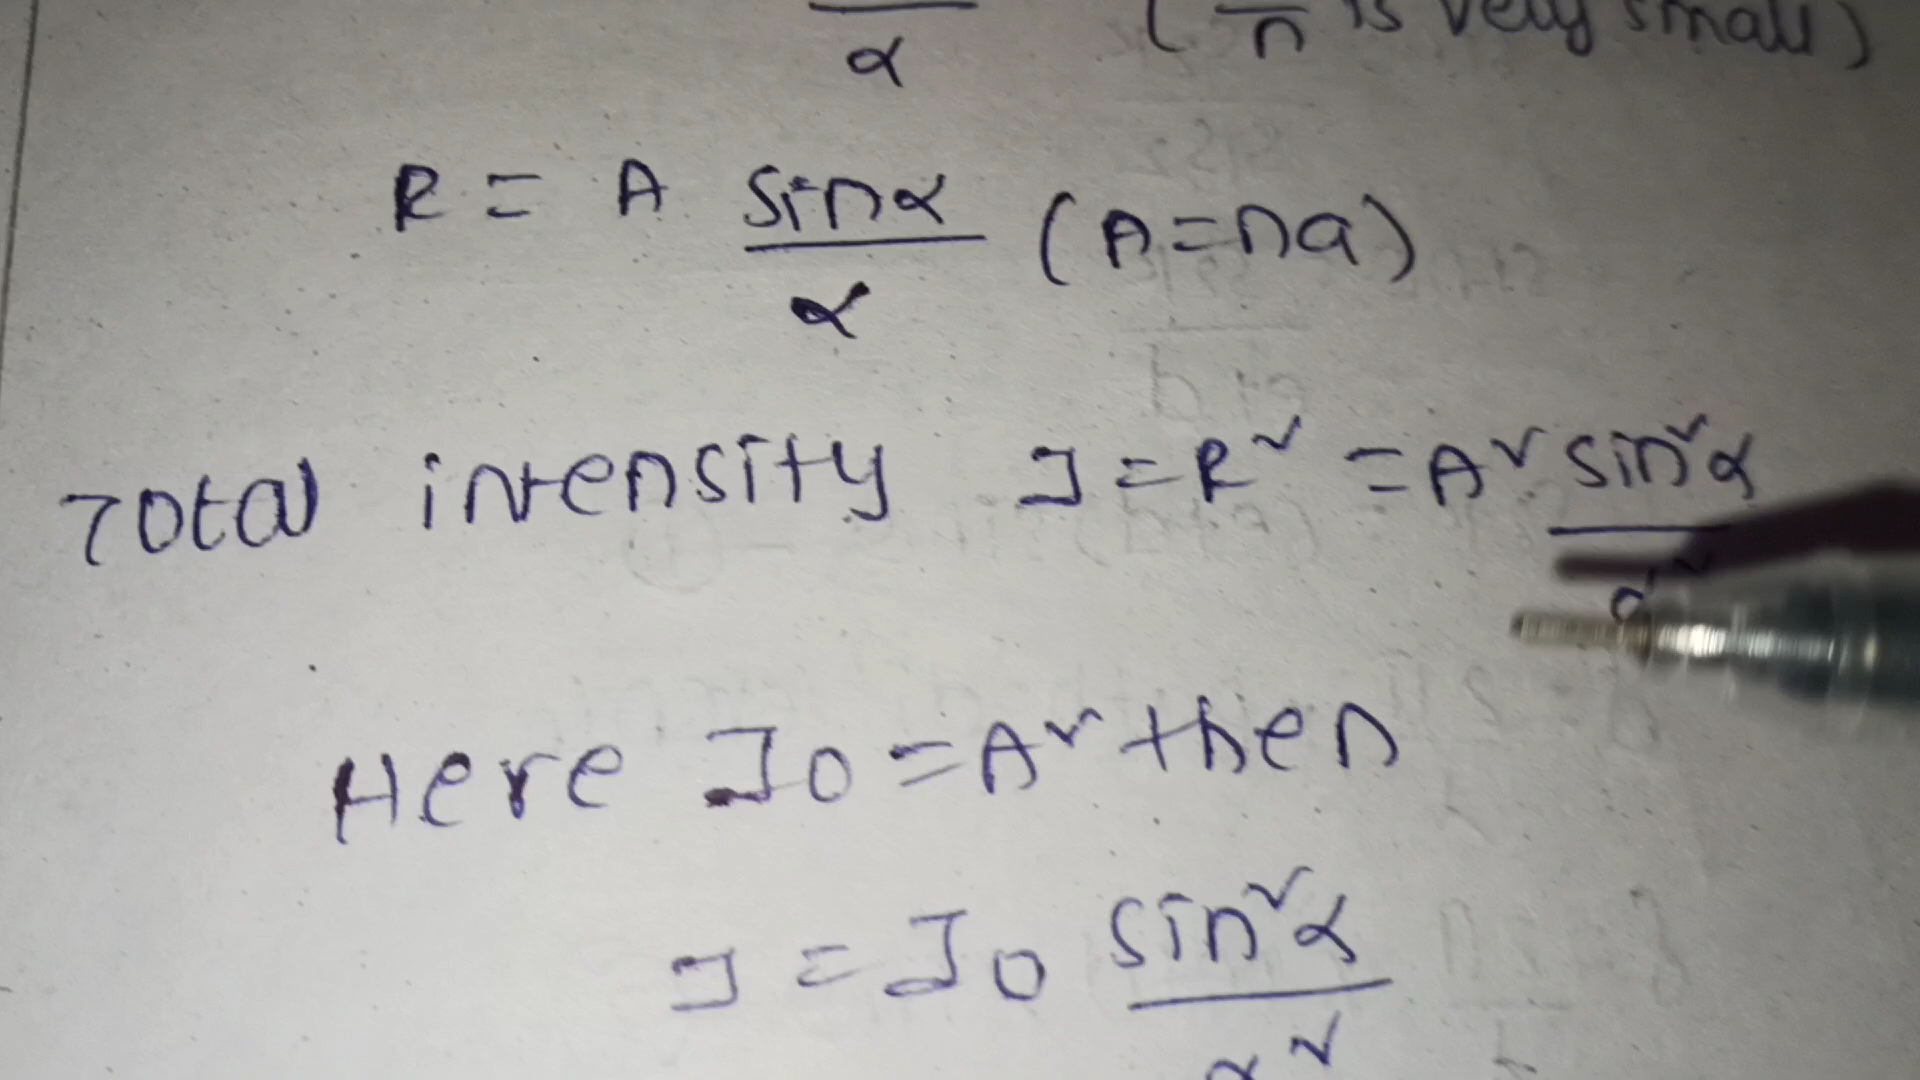 α (α/n is very small)
R = A sinα/α (A=na)
Total intensity I = R² = A² sin²α/α²
Here I0 = A² then
I = I0 sin²α/α²